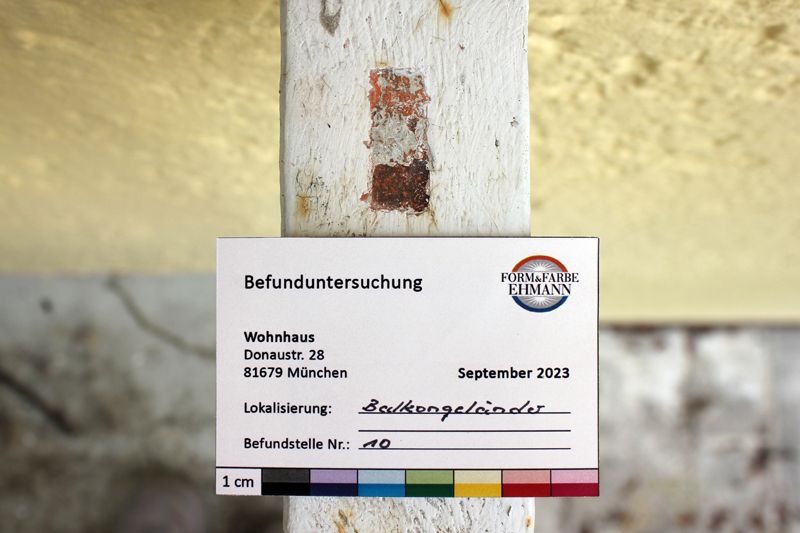 Befunduntersuchung
FORM&FARBE
EHMANN
Wohnhaus
Donaustr. 28
81679 München
September 2023
Lokalisierung: Balkongeländer
Befundstelle Nr.: 10
1 cm